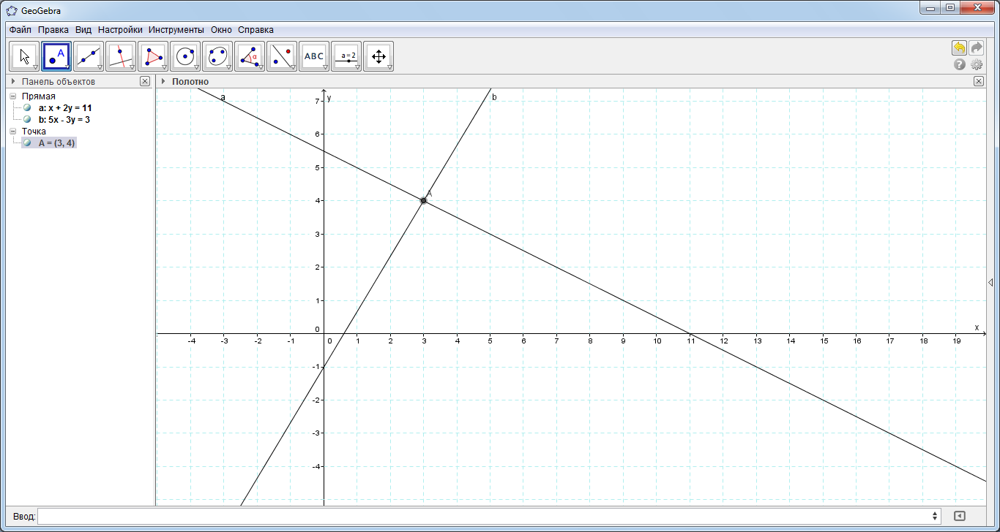 GeoGebra
Файл Правка Вид Настройки Инструменты Окно Справка
A α ABC a = 2
Панель объектов
Полотно
Прямая
a: x + 2y = 11
b: 5x - 3y = 3
Точка
A = (3, 4)
a y b
7
6
5
A
4
3
2
1
0 x
-4 -3 -2 -1 0 1 2 3 4 5 6 7 8 9 10 11 12 13 14 15 16 17 18 19
-1
-2
-3
-4
Ввод: